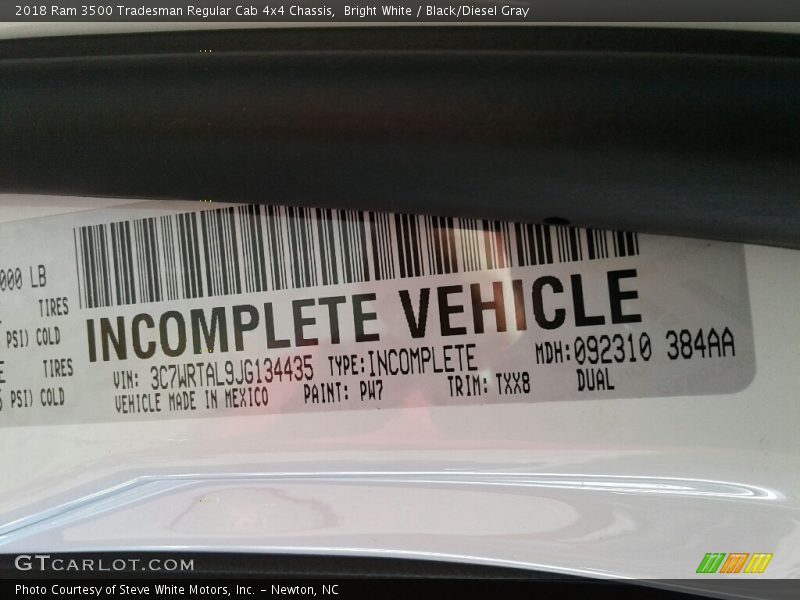 2018 Ram 3500 Tradesman Regular Cab 4x4 Chassis, Bright White / Black/Diesel Gray
000 LB
TIRES
PSI) COLD
TIRES
PSI) COLD
INCOMPLETE VEHICLE
VIN: 3C7WRTAL9JG134435 TYPE:INCOMPLETE MDH:092310 384AA
VEHICLE MADE IN MEXICO PAINT: PW7 TRIM: TXX8 DUAL
GTCARLOT.COM
Photo Courtesy of Steve White Motors, Inc. – Newton, NC